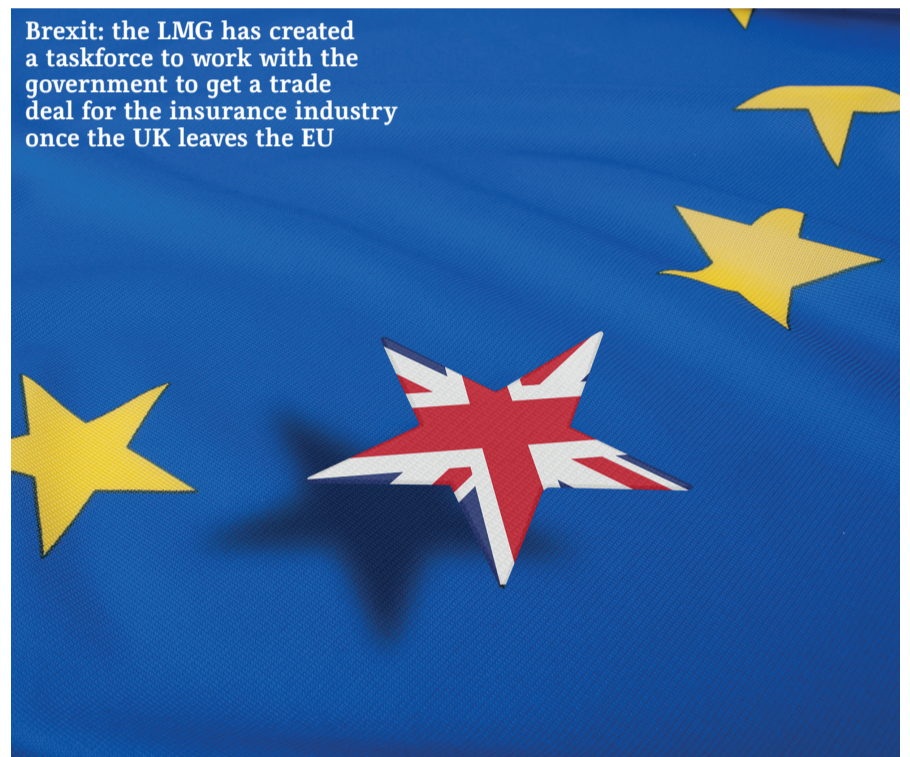 Brexit: the LMG has created
a taskforce to work with the
government to get a trade
deal for the insurance industry
once the UK leaves the EU